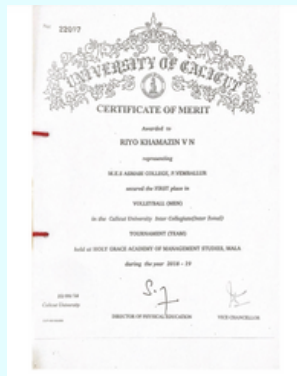 22097
UNIVERSITY OF CALICUT
CERTIFICATE OF MERIT
Awarded to
RIYO KHAMAZIN V N
representing
M.E.S ASMABI COLLEGE, P.VEMBALLUR
secured the FIRST place in
VOLLEYBALL (MEN)
in the Calicut University Inter Collegiate/Inter Zonal
TOURNAMENT (TEAM)
held at HOLY GRACE ACADEMY OF MANAGEMENT STUDIES, MALA
during the year 2018 - 19
Calicut University
DIRECTOR OF PHYSICAL EDUCATION
VICE CHANCELLOR